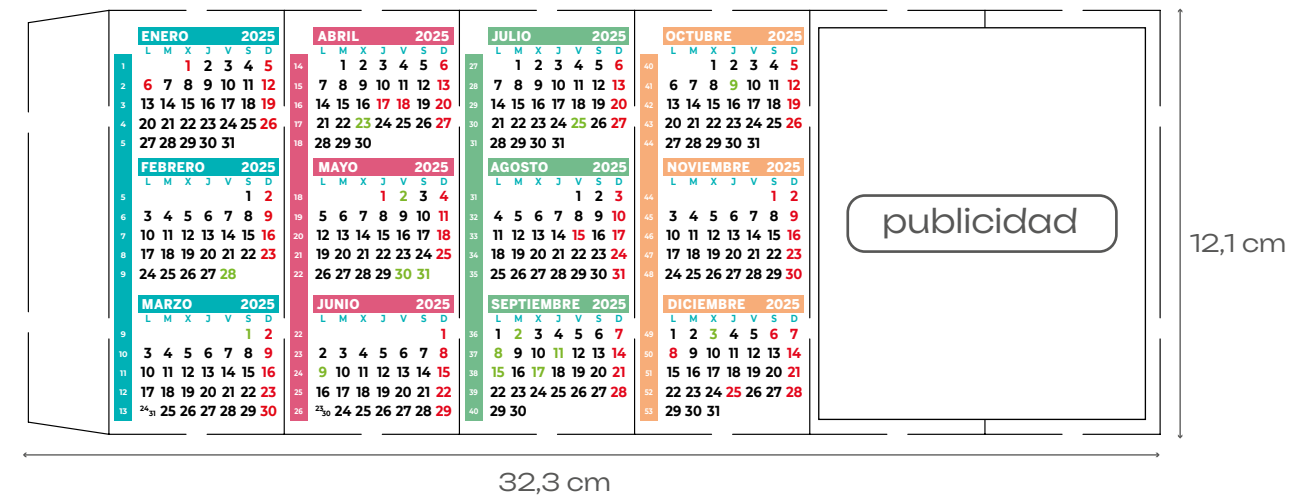 ENERO 2025
L M X J V S D
1 1 2 3 4 5
2 6 7 8 9 10 11 12
3 13 14 15 16 17 18 19
4 20 21 22 23 24 25 26
5 27 28 29 30 31
FEBRERO 2025
L M X J V S D
5 1 2
6 3 4 5 6 7 8 9
7 10 11 12 13 14 15 16
8 17 18 19 20 21 22 23
9 24 25 26 27 28
MARZO 2025
L M X J V S D
9 1 2
10 3 4 5 6 7 8 9
11 10 11 12 13 14 15 16
12 17 18 19 20 21 22 23
13 24 31 25 26 27 28 29 30
ABRIL 2025
L M X J V S D
14 1 2 3 4 5 6
15 7 8 9 10 11 12 13
16 14 15 16 17 18 19 20
17 21 22 23 24 25 26 27
18 28 29 30
MAYO 2025
L M X J V S D
18 1 2 3 4
19 5 6 7 8 9 10 11
20 12 13 14 15 16 17 18
21 19 20 21 22 23 24 25
22 26 27 28 29 30 31
JUNIO 2025
L M X J V S D
22 1
23 2 3 4 5 6 7 8
24 9 10 11 12 13 14 15
25 16 17 18 19 20 21 22
26 23 30 24 25 26 27 28 29
JULIO 2025
L M X J V S D
27 1 2 3 4 5 6
28 7 8 9 10 11 12 13
29 14 15 16 17 18 19 20
30 21 22 23 24 25 26 27
31 28 29 30 31
AGOSTO 2025
L M X J V S D
31 1 2 3
32 4 5 6 7 8 9 10
33 11 12 13 14 15 16 17
34 18 19 20 21 22 23 24
35 25 26 27 28 29 30 31
SEPTIEMBRE 2025
L M X J V S D
36 1 2 3 4 5 6 7
37 8 9 10 11 12 13 14
38 15 16 17 18 19 20 21
39 22 23 24 25 26 27 28
40 29 30
OCTUBRE 2025
L M X J V S D
40 1 2 3 4 5
41 6 7 8 9 10 11 12
42 13 14 15 16 17 18 19
43 20 21 22 23 24 25 26
44 27 28 29 30 31
NOVIEMBRE 2025
L M X J V S D
44 1 2
45 3 4 5 6 7 8 9
46 10 11 12 13 14 15 16
47 17 18 19 20 21 22 23
48 24 25 26 27 28 29 30
DICIEMBRE 2025
L M X J V S D
49 1 2 3 4 5 6 7
50 8 9 10 11 12 13 14
51 15 16 17 18 19 20 21
52 22 23 24 25 26 27 28
53 29 30 31
publicidad
12,1 cm
32,3 cm